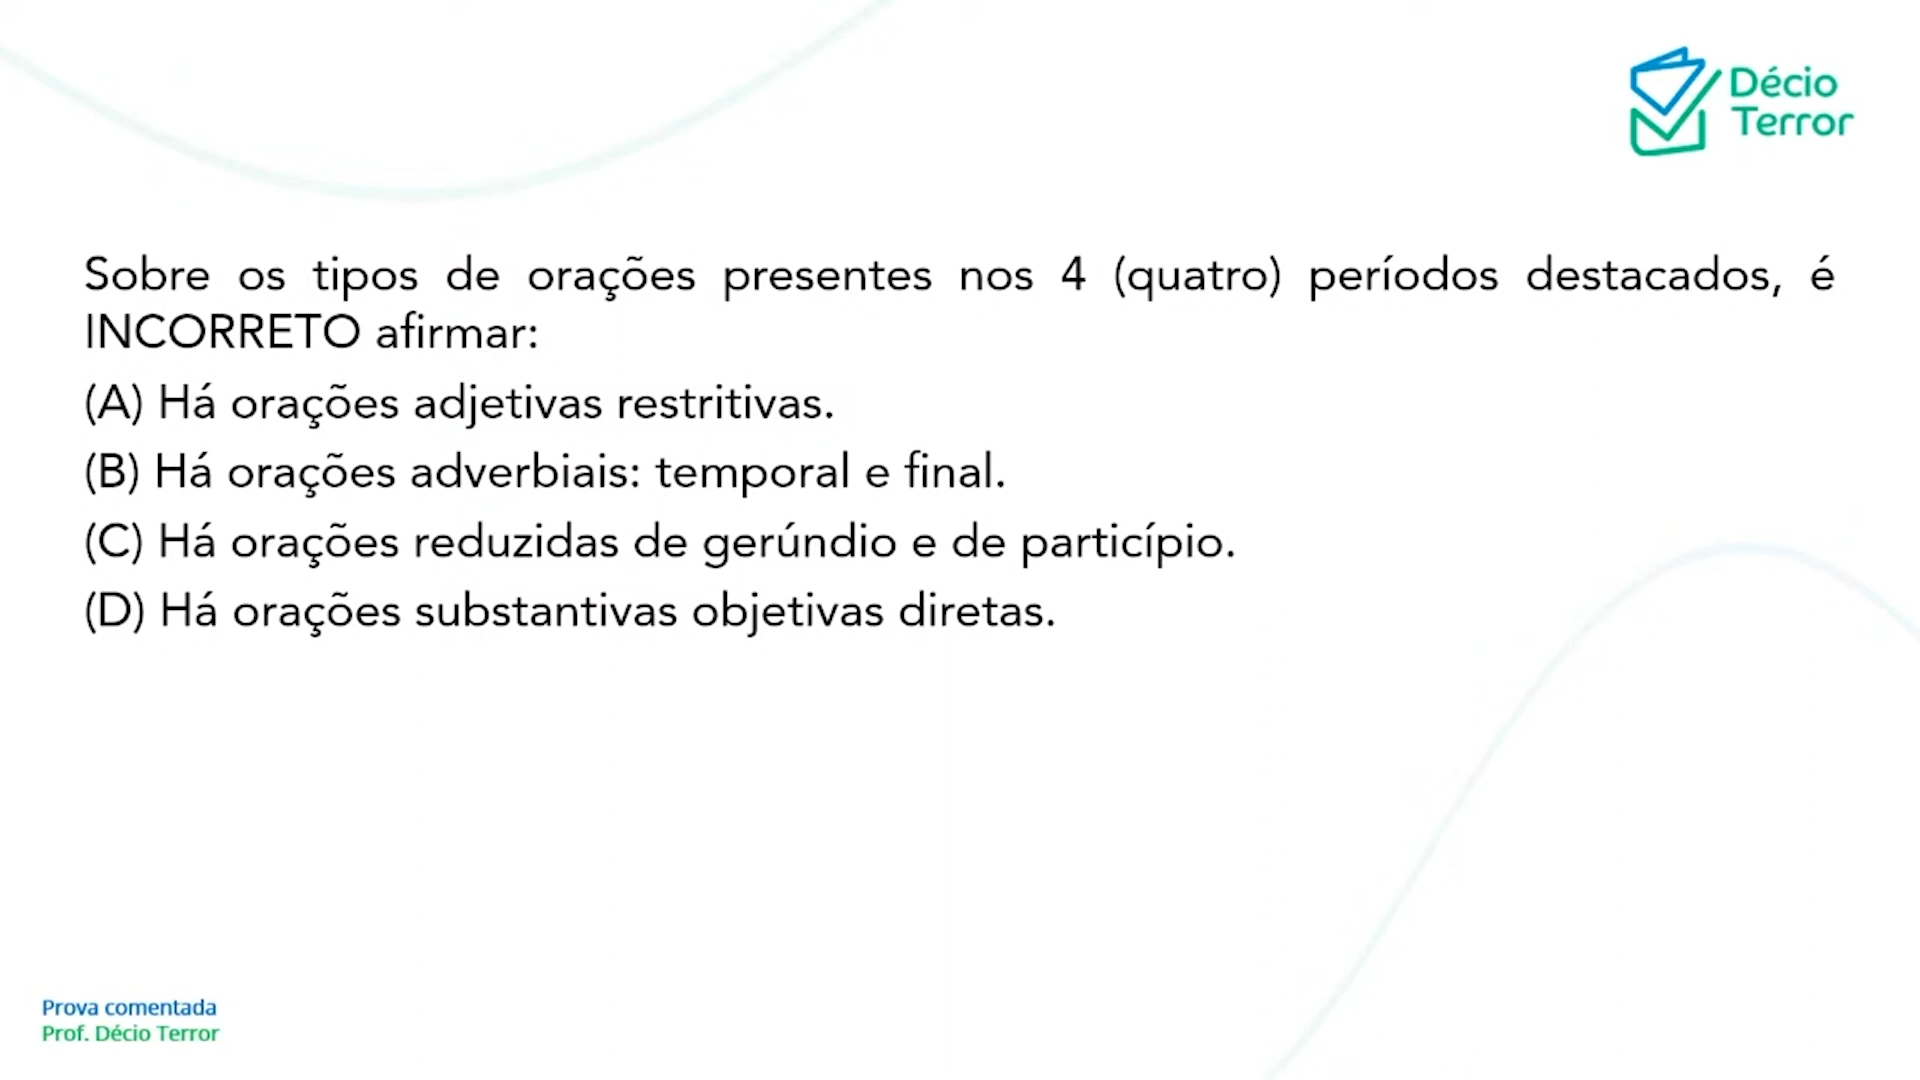 Décio
Terror
Sobre os tipos de orações presentes nos 4 (quatro) períodos destacados, é
INCORRETO afirmar:
(A) Há orações adjetivas restritivas.
(B) Há orações adverbiais: temporal e final.
(C) Há orações reduzidas de gerúndio e de particípio.
(D) Há orações substantivas objetivas diretas.
Prova comentada
Prof. Décio Terror